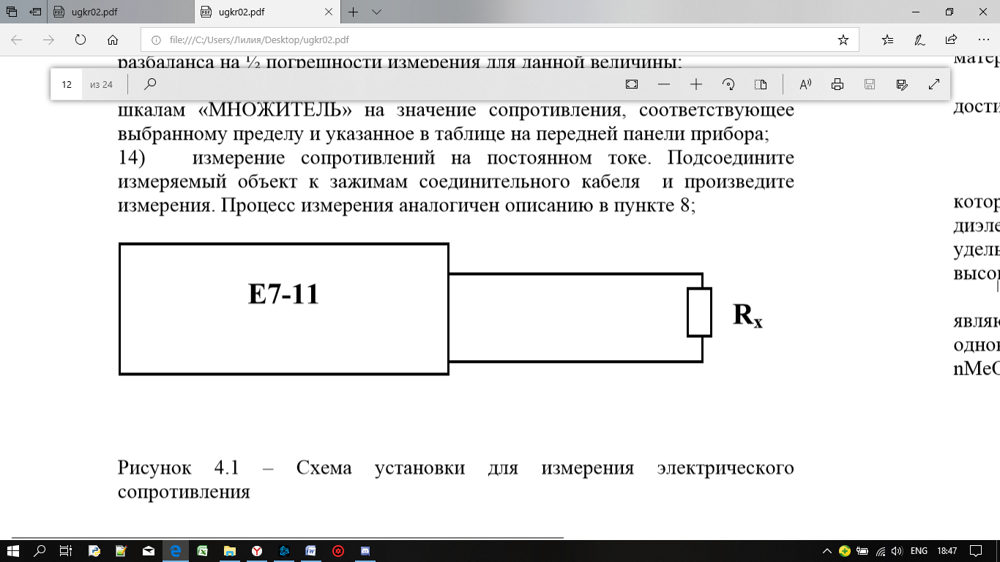 ugkr02.pdf
ugkr02.pdf
file:///C:/Users/Лилия/Desktop/ugkr02.pdf
разбаланса на ½ погрешности измерения для данной величины;
12 из 24
шкалам «МНОЖИТЕЛЬ» на значение сопротивления, соответствующее
выбранному пределу и указанное в таблице на передней панели прибора;
14) измерение сопротивлений на постоянном токе. Подсоедините
измеряемый объект к зажимам соединительного кабеля и произведите
измерения. Процесс измерения аналогичен описанию в пункте 8;
Е7-11
Rx
Рисунок 4.1 – Схема установки для измерения электрического
сопротивления
матер
дости
котор
диэле
удель
высо
являю
одно
nMeO
ENG 18:47